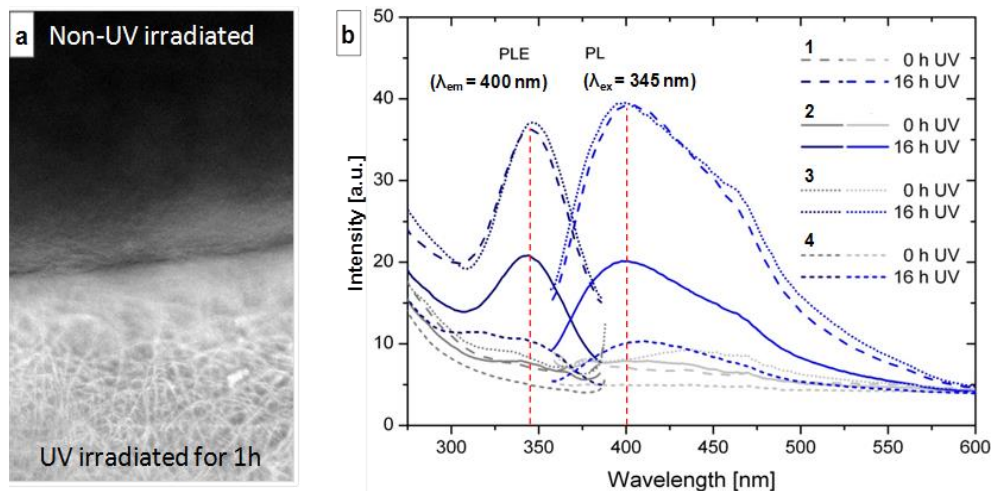 a
Non-UV irradiated
UV irradiated for 1h
b
PLE
(λem = 400 nm)
PL
(λex = 345 nm)
1
0 h UV
16 h UV
2
0 h UV
16 h UV
3
0 h UV
16 h UV
4
0 h UV
16 h UV
Intensity [a.u.]
50
40
30
20
10
0
300 350 400 450 500 550 600
Wavelength [nm]